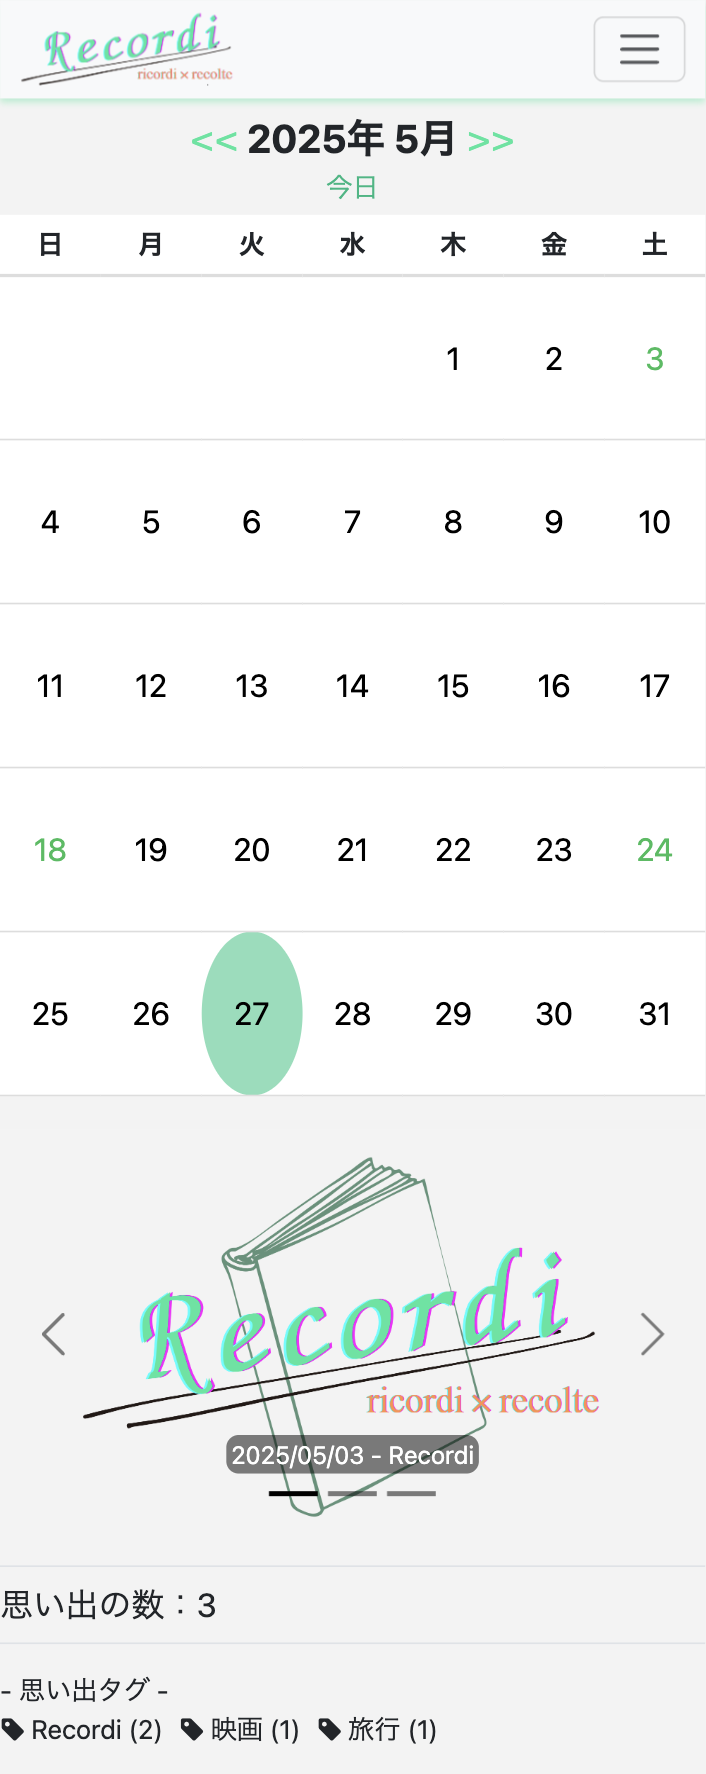 Recordi
ricordi × recolte
<< 2025年 5月 >>
今日
日 月 火 水 木 金 土
1 2 3
4 5 6 7 8 9 10
11 12 13 14 15 16 17
18 19 20 21 22 23 24
25 26 27 28 29 30 31
Recordi
ricordi × recolte
2025/05/03 - Recordi
思い出の数：3
- 思い出タグ -
Recordi (2) 映画 (1) 旅行 (1)